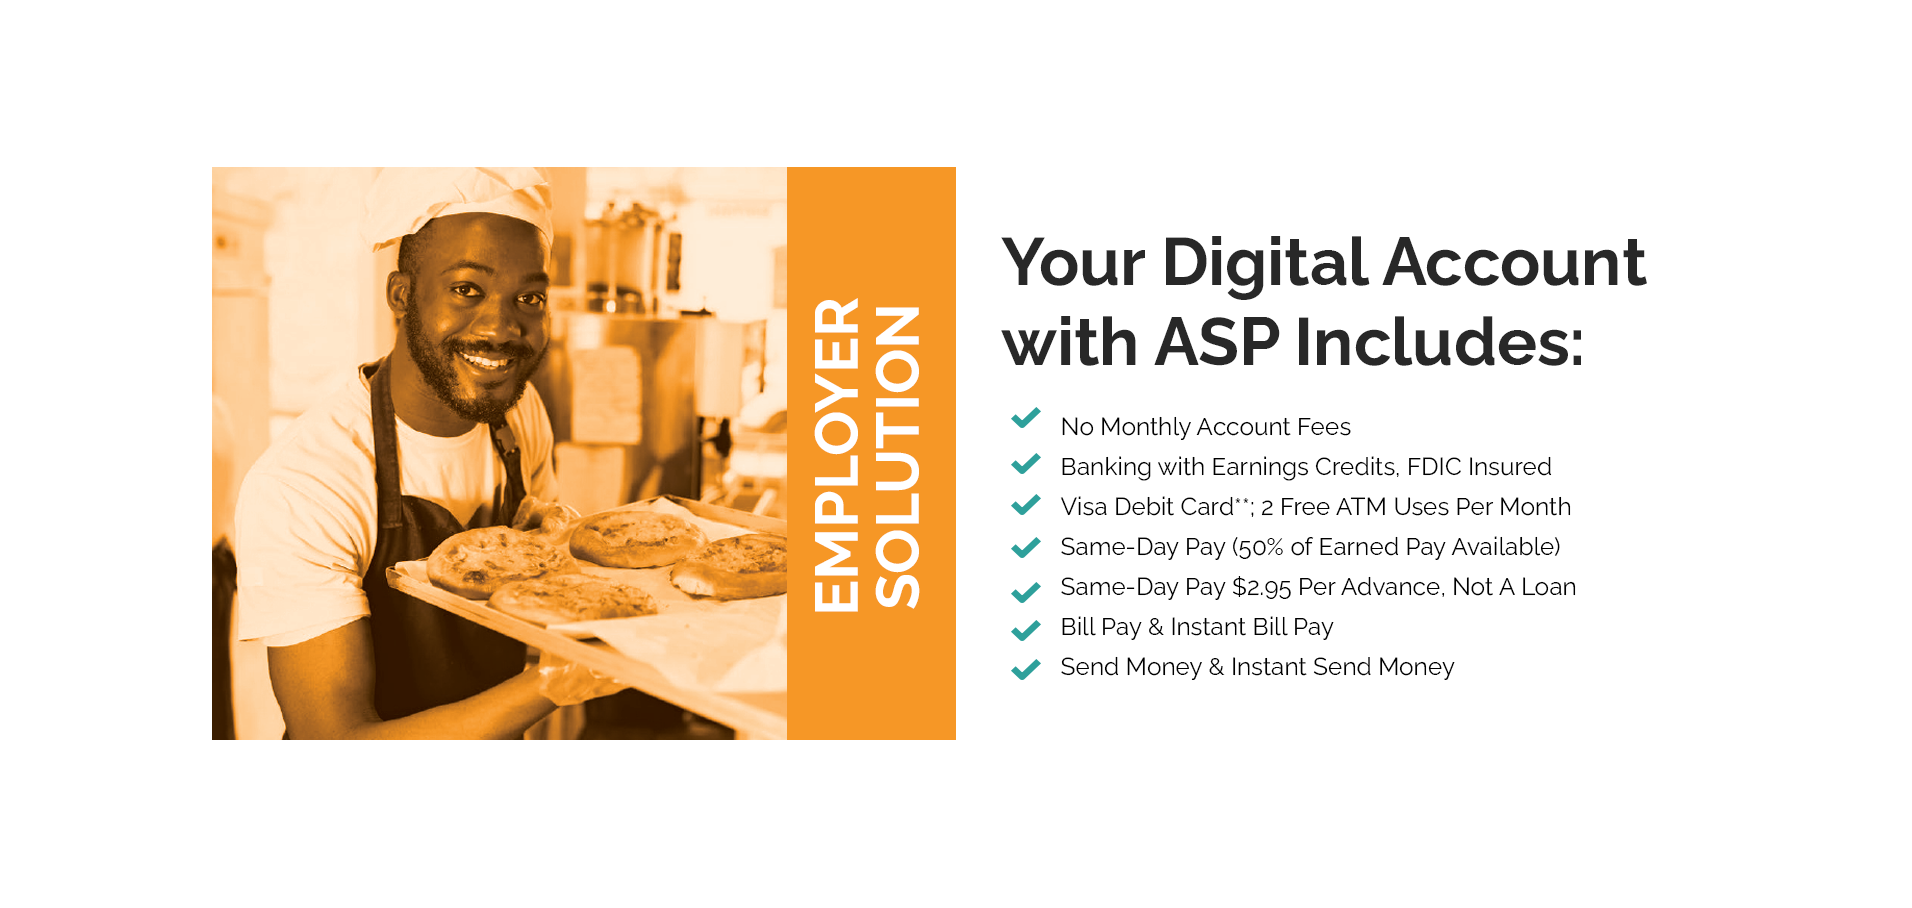 EMPLOYER
SOLUTION
Your Digital Account
with ASP Includes:
No Monthly Account Fees
Banking with Earnings Credits, FDIC Insured
Visa Debit Card**; 2 Free ATM Uses Per Month
Same-Day Pay (50% of Earned Pay Available)
Same-Day Pay $2.95 Per Advance, Not A Loan
Bill Pay & Instant Bill Pay
Send Money & Instant Send Money